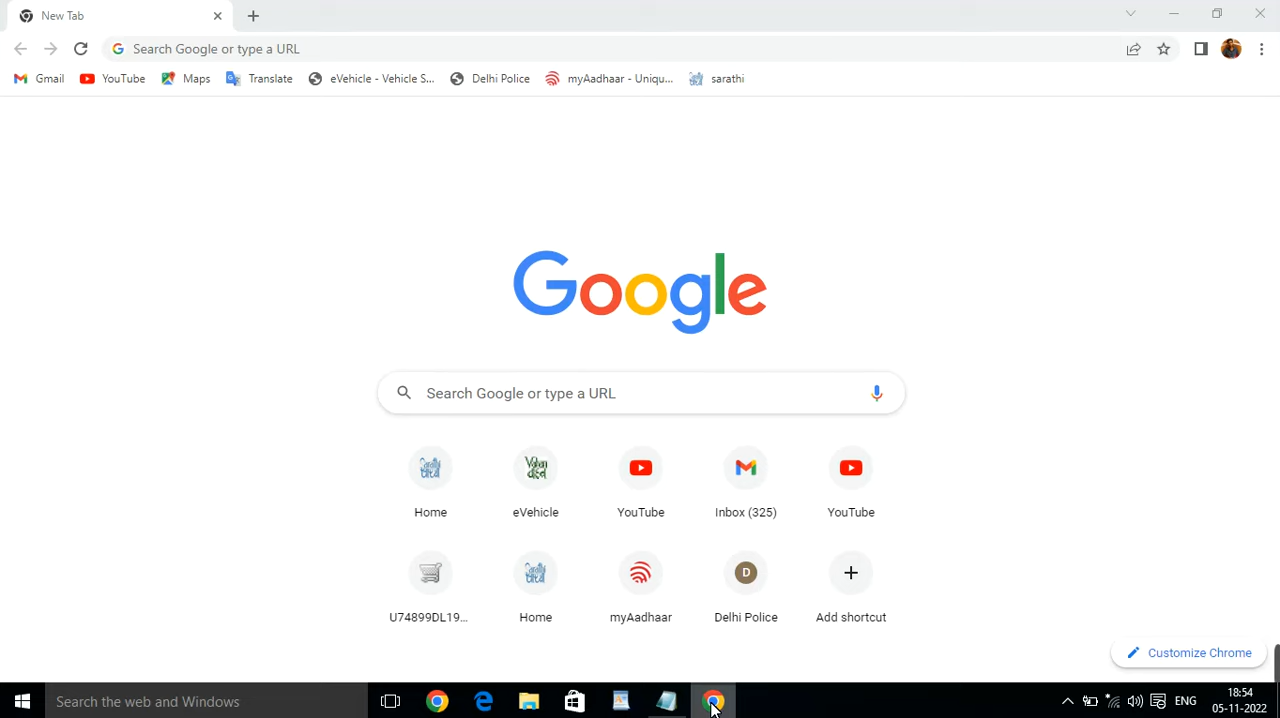 New Tab
Search Google or type a URL
Gmail YouTube Maps Translate eVehicle - Vehicle S... Delhi Police myAadhaar - Uniqu... sarathi
Google
Search Google or type a URL
Home eVehicle YouTube Inbox (325) YouTube
D
U74899DL19... Home myAadhaar Delhi Police Add shortcut
Customize Chrome
Search the web and Windows
ENG
18:54
05-11-2022